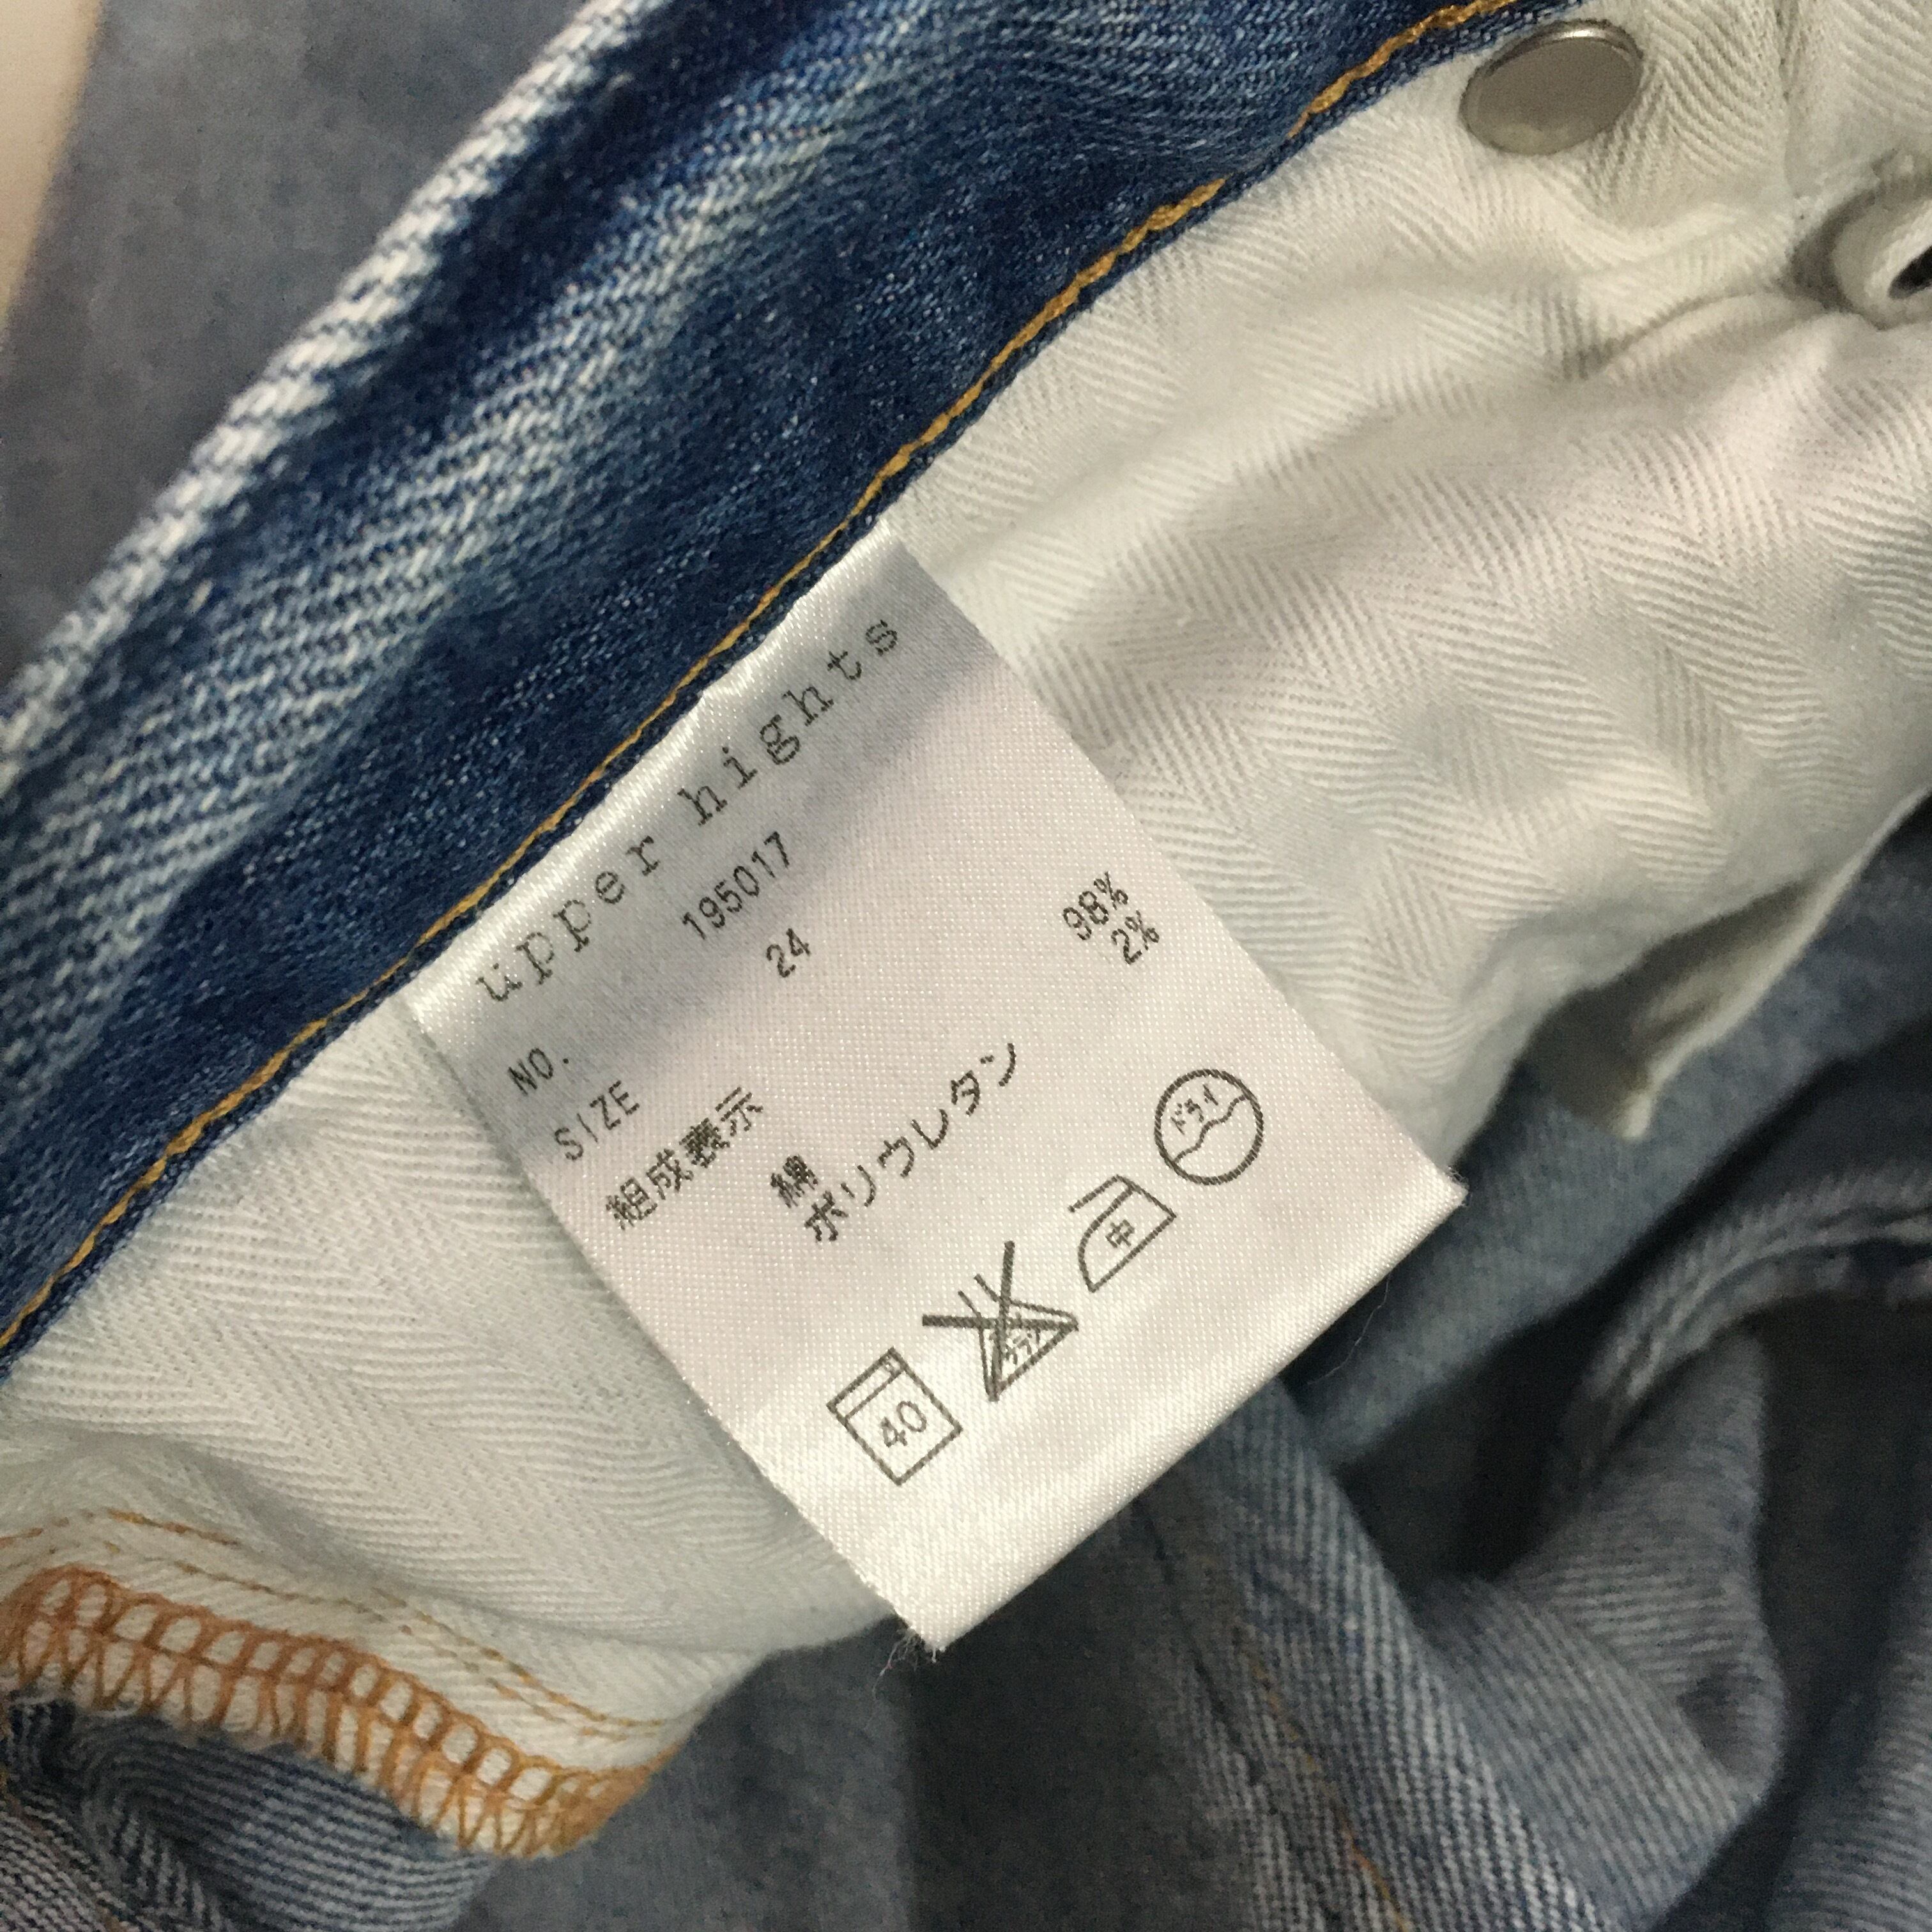 upper hights
NO. 195017
SIZE 24
組成表示
綿 98%
ポリウレタン 2%
40 中 ドライ